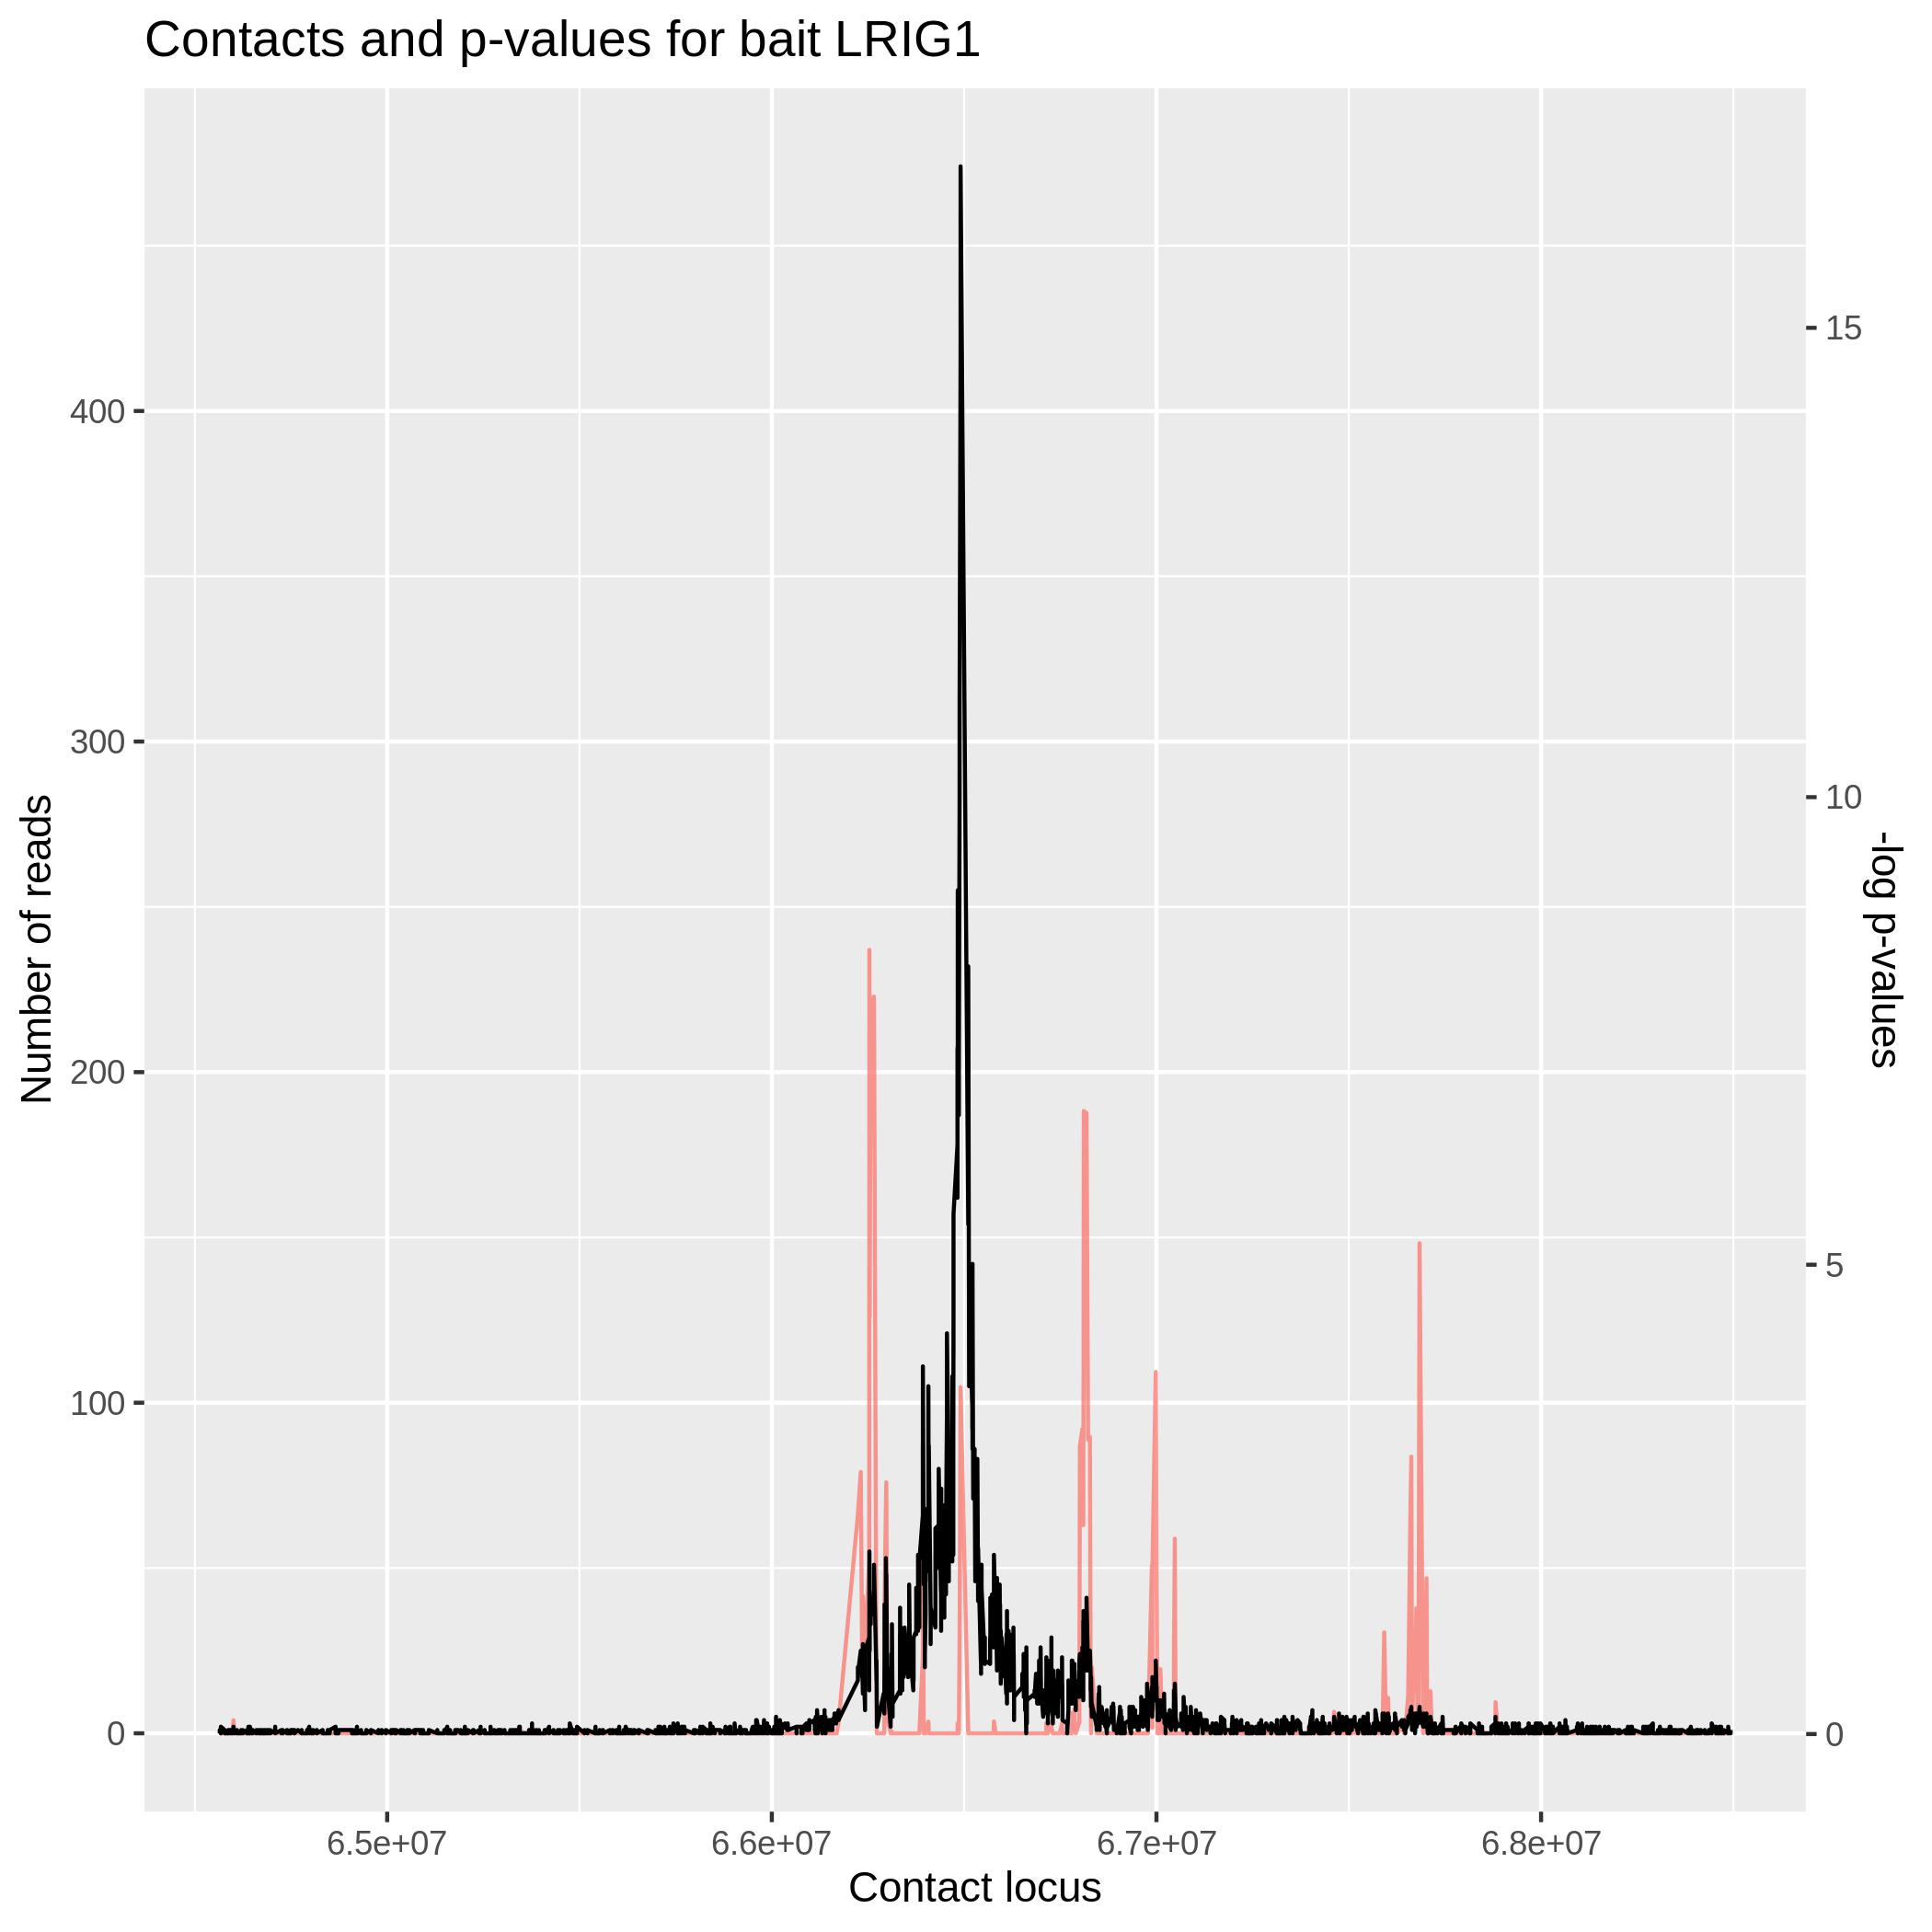 Contacts and p-values for bait LRIG1
Number of reads
400
300
200
100
0
15
10
5
0
-log p-values
6.5e+07 6.6e+07 6.7e+07 6.8e+07
Contact locus